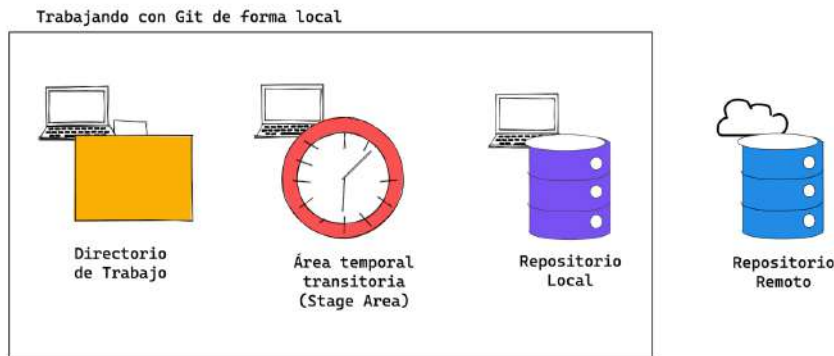 Trabajando con Git de forma local
Directorio
de Trabajo
Área temporal
transitoria
(Stage Area)
Repositorio
Local
Repositorio
Remoto